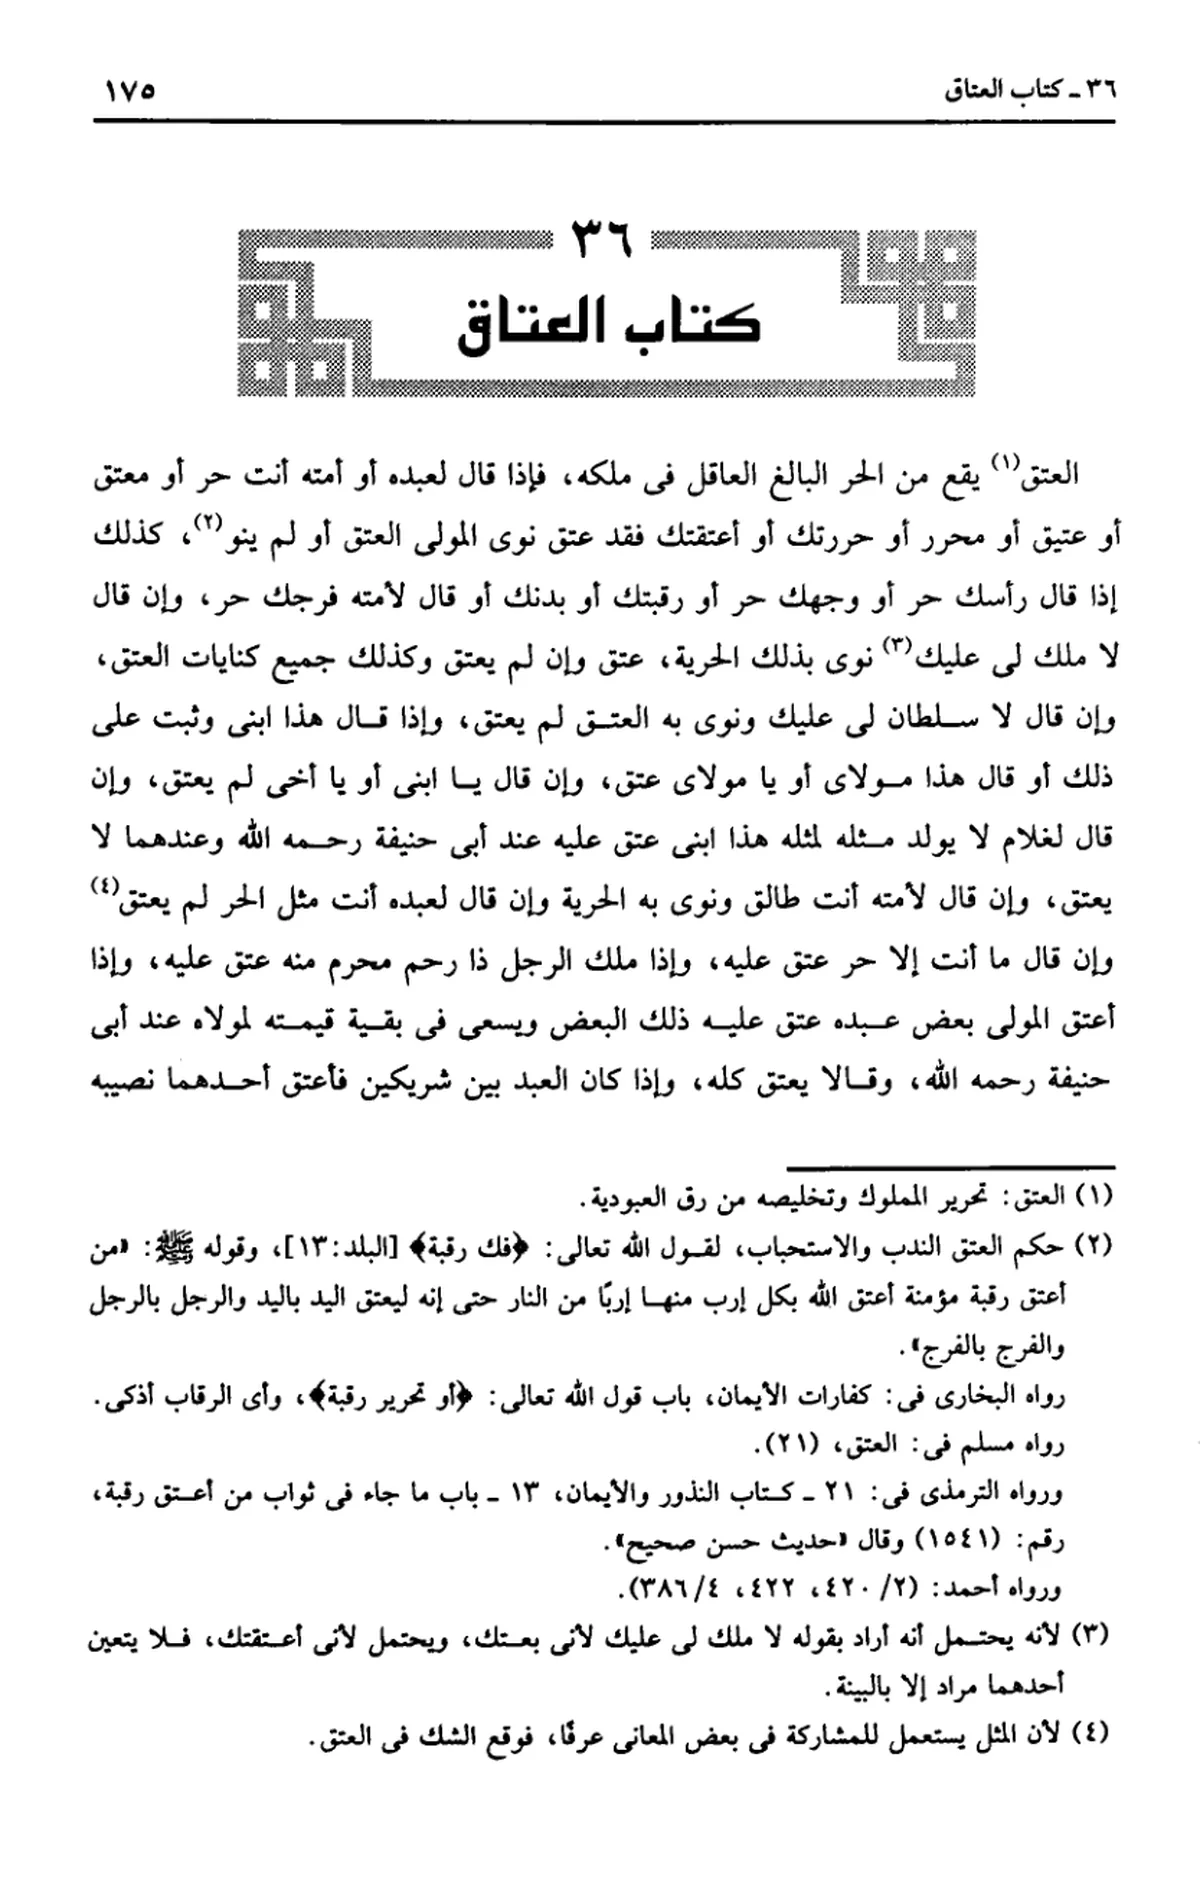 ٣٦ ـ كتاب العتاق
١٧٥
٣٦
كتاب العتاق
العتق(١) يقع من الحر البالغ العاقل فى ملكه، فإذا قال لعبده أو أمته أنت حر أو معتق
أو عتيق أو محرر أو حررتك أو أعتقتك فقد عتق نوى المولى العتق أو لم ينو(٢)، كذلك
إذا قال رأسك حر أو وجهك حر أو رقبتك أو بدنك أو قال لأمته فرجك حر، وإن قال
لا ملك لى عليك(٣) نوى بذلك الحرية، عتق وإن لم يعتق وكذلك جميع كنايات العتق،
وإن قال لا سلطان لى عليك ونوى به العتق لم يعتق، وإذا قال هذا ابنى وثبت على
ذلك أو قال هذا مولاى أو يا مولاى عتق، وإن قال يا ابنى أو يا أخى لم يعتق، وإن
قال لغلام لا يولد مثله لمثله هذا ابنى عتق عليه عند أبى حنيفة رحمه الله وعندهما لا
يعتق، وإن قال لأمته أنت طالق ونوى به الحرية وإن قال لعبده أنت مثل الحر لم يعتق(٤)
وإن قال ما أنت إلا حر عتق عليه، وإذا ملك الرجل ذا رحم محرم منه عتق عليه، وإذا
أعتق المولى بعض عبده عتق عليه ذلك البعض ويسعى فى بقية قيمته لمولاه عند أبى
حنيفة رحمه الله، وقالا يعتق كله، وإذا كان العبد بين شريكين فأعتق أحدهما نصيبه
(١) العتق: تحرير المملوك وتخليصه من رق العبودية.
(٢) حكم العتق الندب والاستحباب، لقول الله تعالى: ﴿فك رقبة﴾ [البلد:١٣]، وقوله ﷺ: «من
أعتق رقبة مؤمنة أعتق الله بكل إرب منها إربًا من النار حتى إنه ليعتق اليد باليد والرجل بالرجل
والفرج بالفرج».
رواه البخارى فى: كفارات الأيمان، باب قول الله تعالى: ﴿أو تحرير رقبة﴾، وأى الرقاب أذكى.
رواه مسلم فى: العتق، (٢١).
ورواه الترمذى فى: ٢١ ـ كتاب النذور والأيمان، ١٣ ـ باب ما جاء فى ثواب من أعتق رقبة،
رقم: (١٥٤١) وقال «حديث حسن صحيح».
ورواه أحمد: (٢/ ٤٢٠، ٤٢٢، ٤/ ٣٨٦).
(٣) لأنه يحتمل أنه أراد بقوله لا ملك لى عليك لأنى بعتك، ويحتمل لأنى أعتقتك، فلا يتعين
أحدهما مراد إلا بالبينة.
(٤) لأن المثل يستعمل للمشاركة فى بعض المعانى عرفًا، فوقع الشك فى العتق.